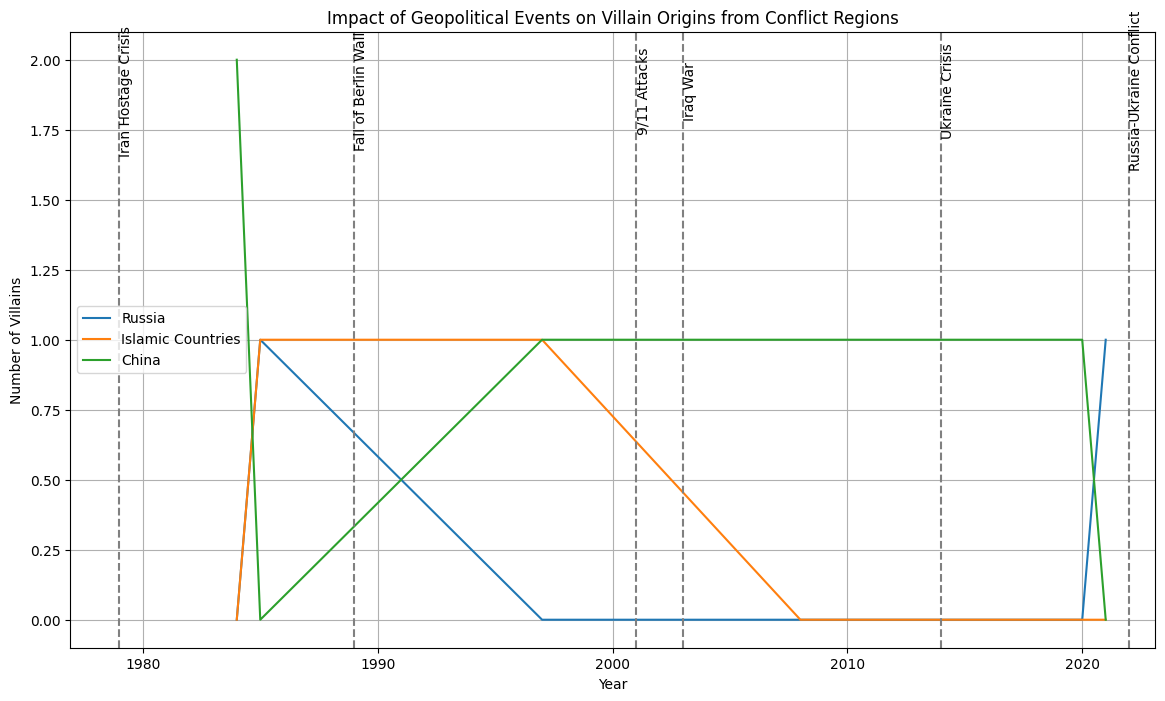 Impact of Geopolitical Events on Villain Origins from Conflict Regions
Iran Hostage Crisis
Fall of Berlin Wall
9/11 Attacks
Iraq War
Ukraine Crisis
Russia-Ukraine Conflict
Number of Villains
2.00
1.75
1.50
1.25
1.00
0.75
0.50
0.25
0.00
Russia
Islamic Countries
China
1980
1990
2000
2010
2020
Year